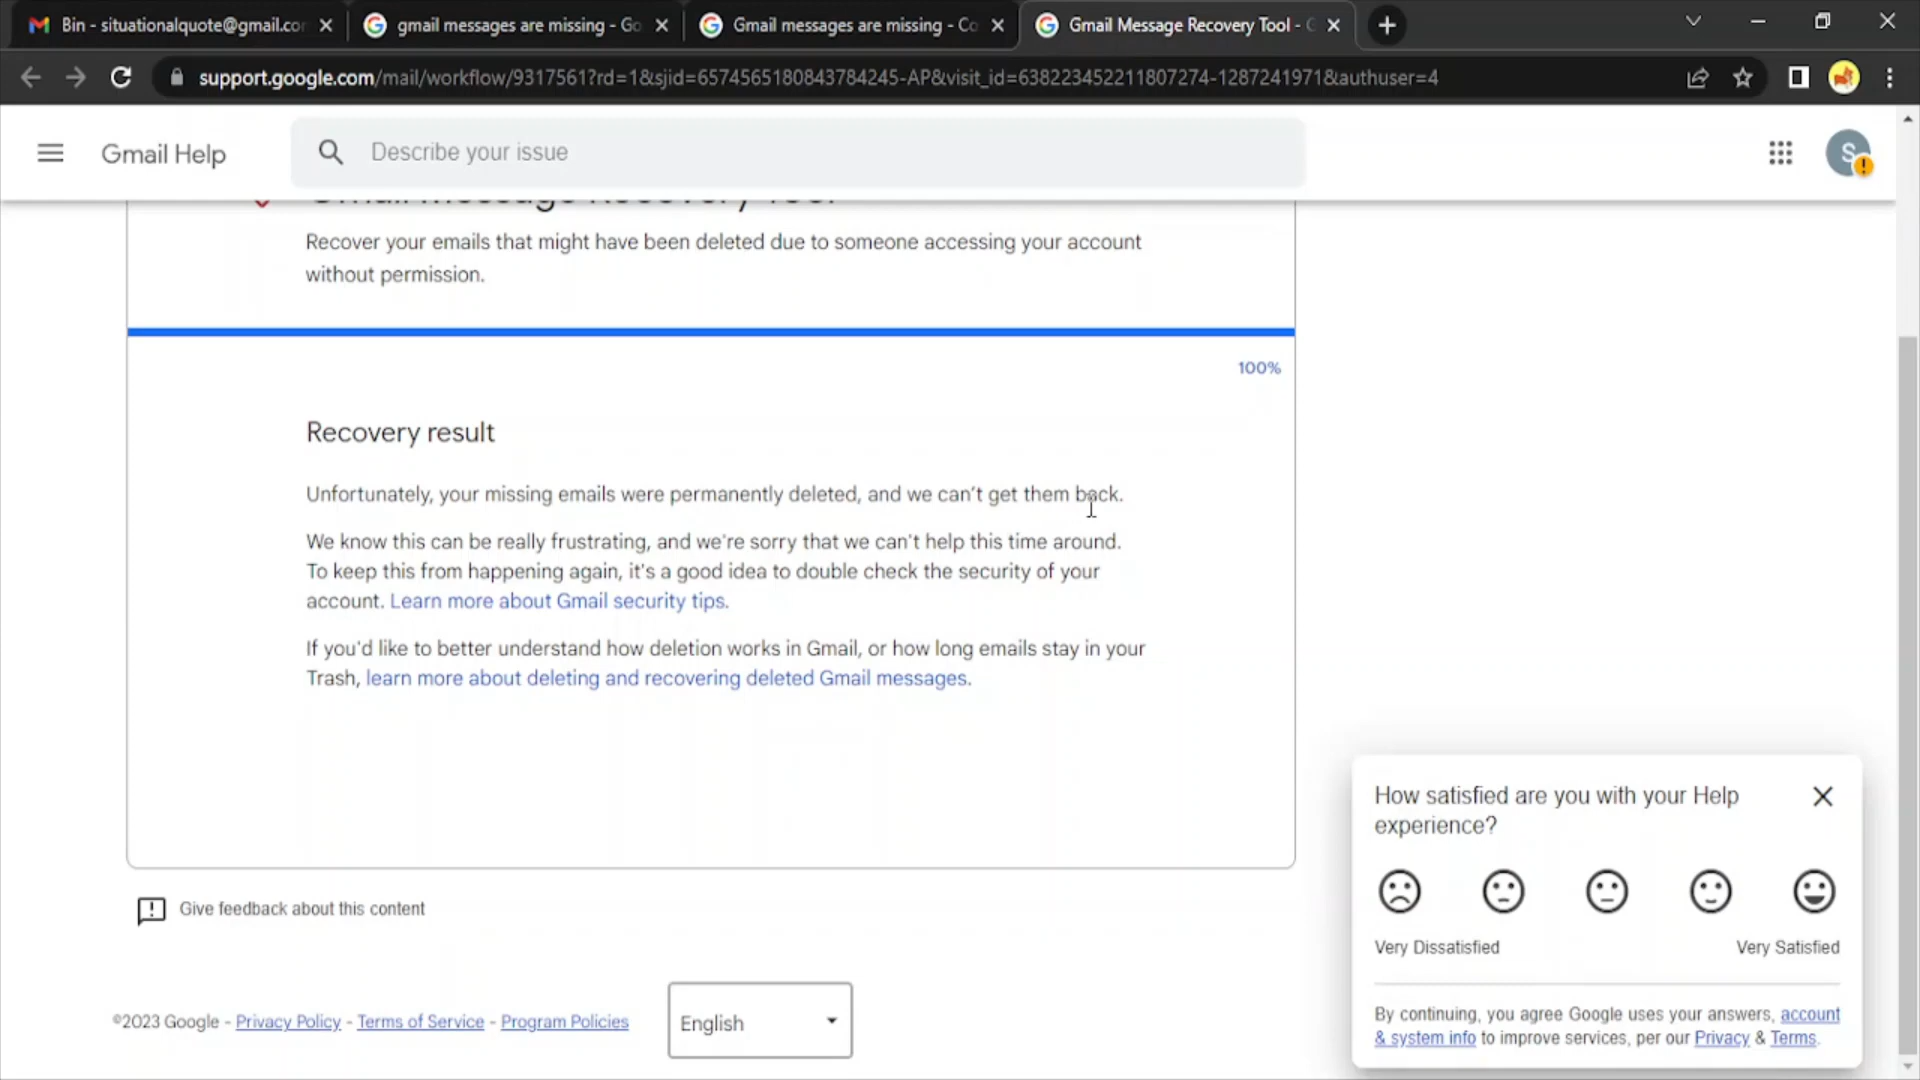 Bin - situationalquote@gmail.co
gmail messages are missing - Go
Gmail messages are missing - Co
Gmail Message Recovery Tool -
support.google.com/mail/workflow/9317561?rd=1&sjid=6574565180843784245-AP&visit_id=638223452211807274-1287241971&authuser=4
Gmail Help
Describe your issue
S
Gmail Message Recovery Tool
Recover your emails that might have been deleted due to someone accessing your account
without permission.
100%
Recovery result
Unfortunately, your missing emails were permanently deleted, and we can't get them back.
We know this can be really frustrating, and we're sorry that we can't help this time around.
To keep this from happening again, it's a good idea to double check the security of your
account. Learn more about Gmail security tips.
If you'd like to better understand how deletion works in Gmail, or how long emails stay in your
Trash, learn more about deleting and recovering deleted Gmail messages.
How satisfied are you with your Help
experience?
Very Dissatisfied
Very Satisfied
By continuing, you agree Google uses your answers, account
& system info to improve services, per our Privacy & Terms.
Give feedback about this content
©2023 Google - Privacy Policy - Terms of Service - Program Policies
English